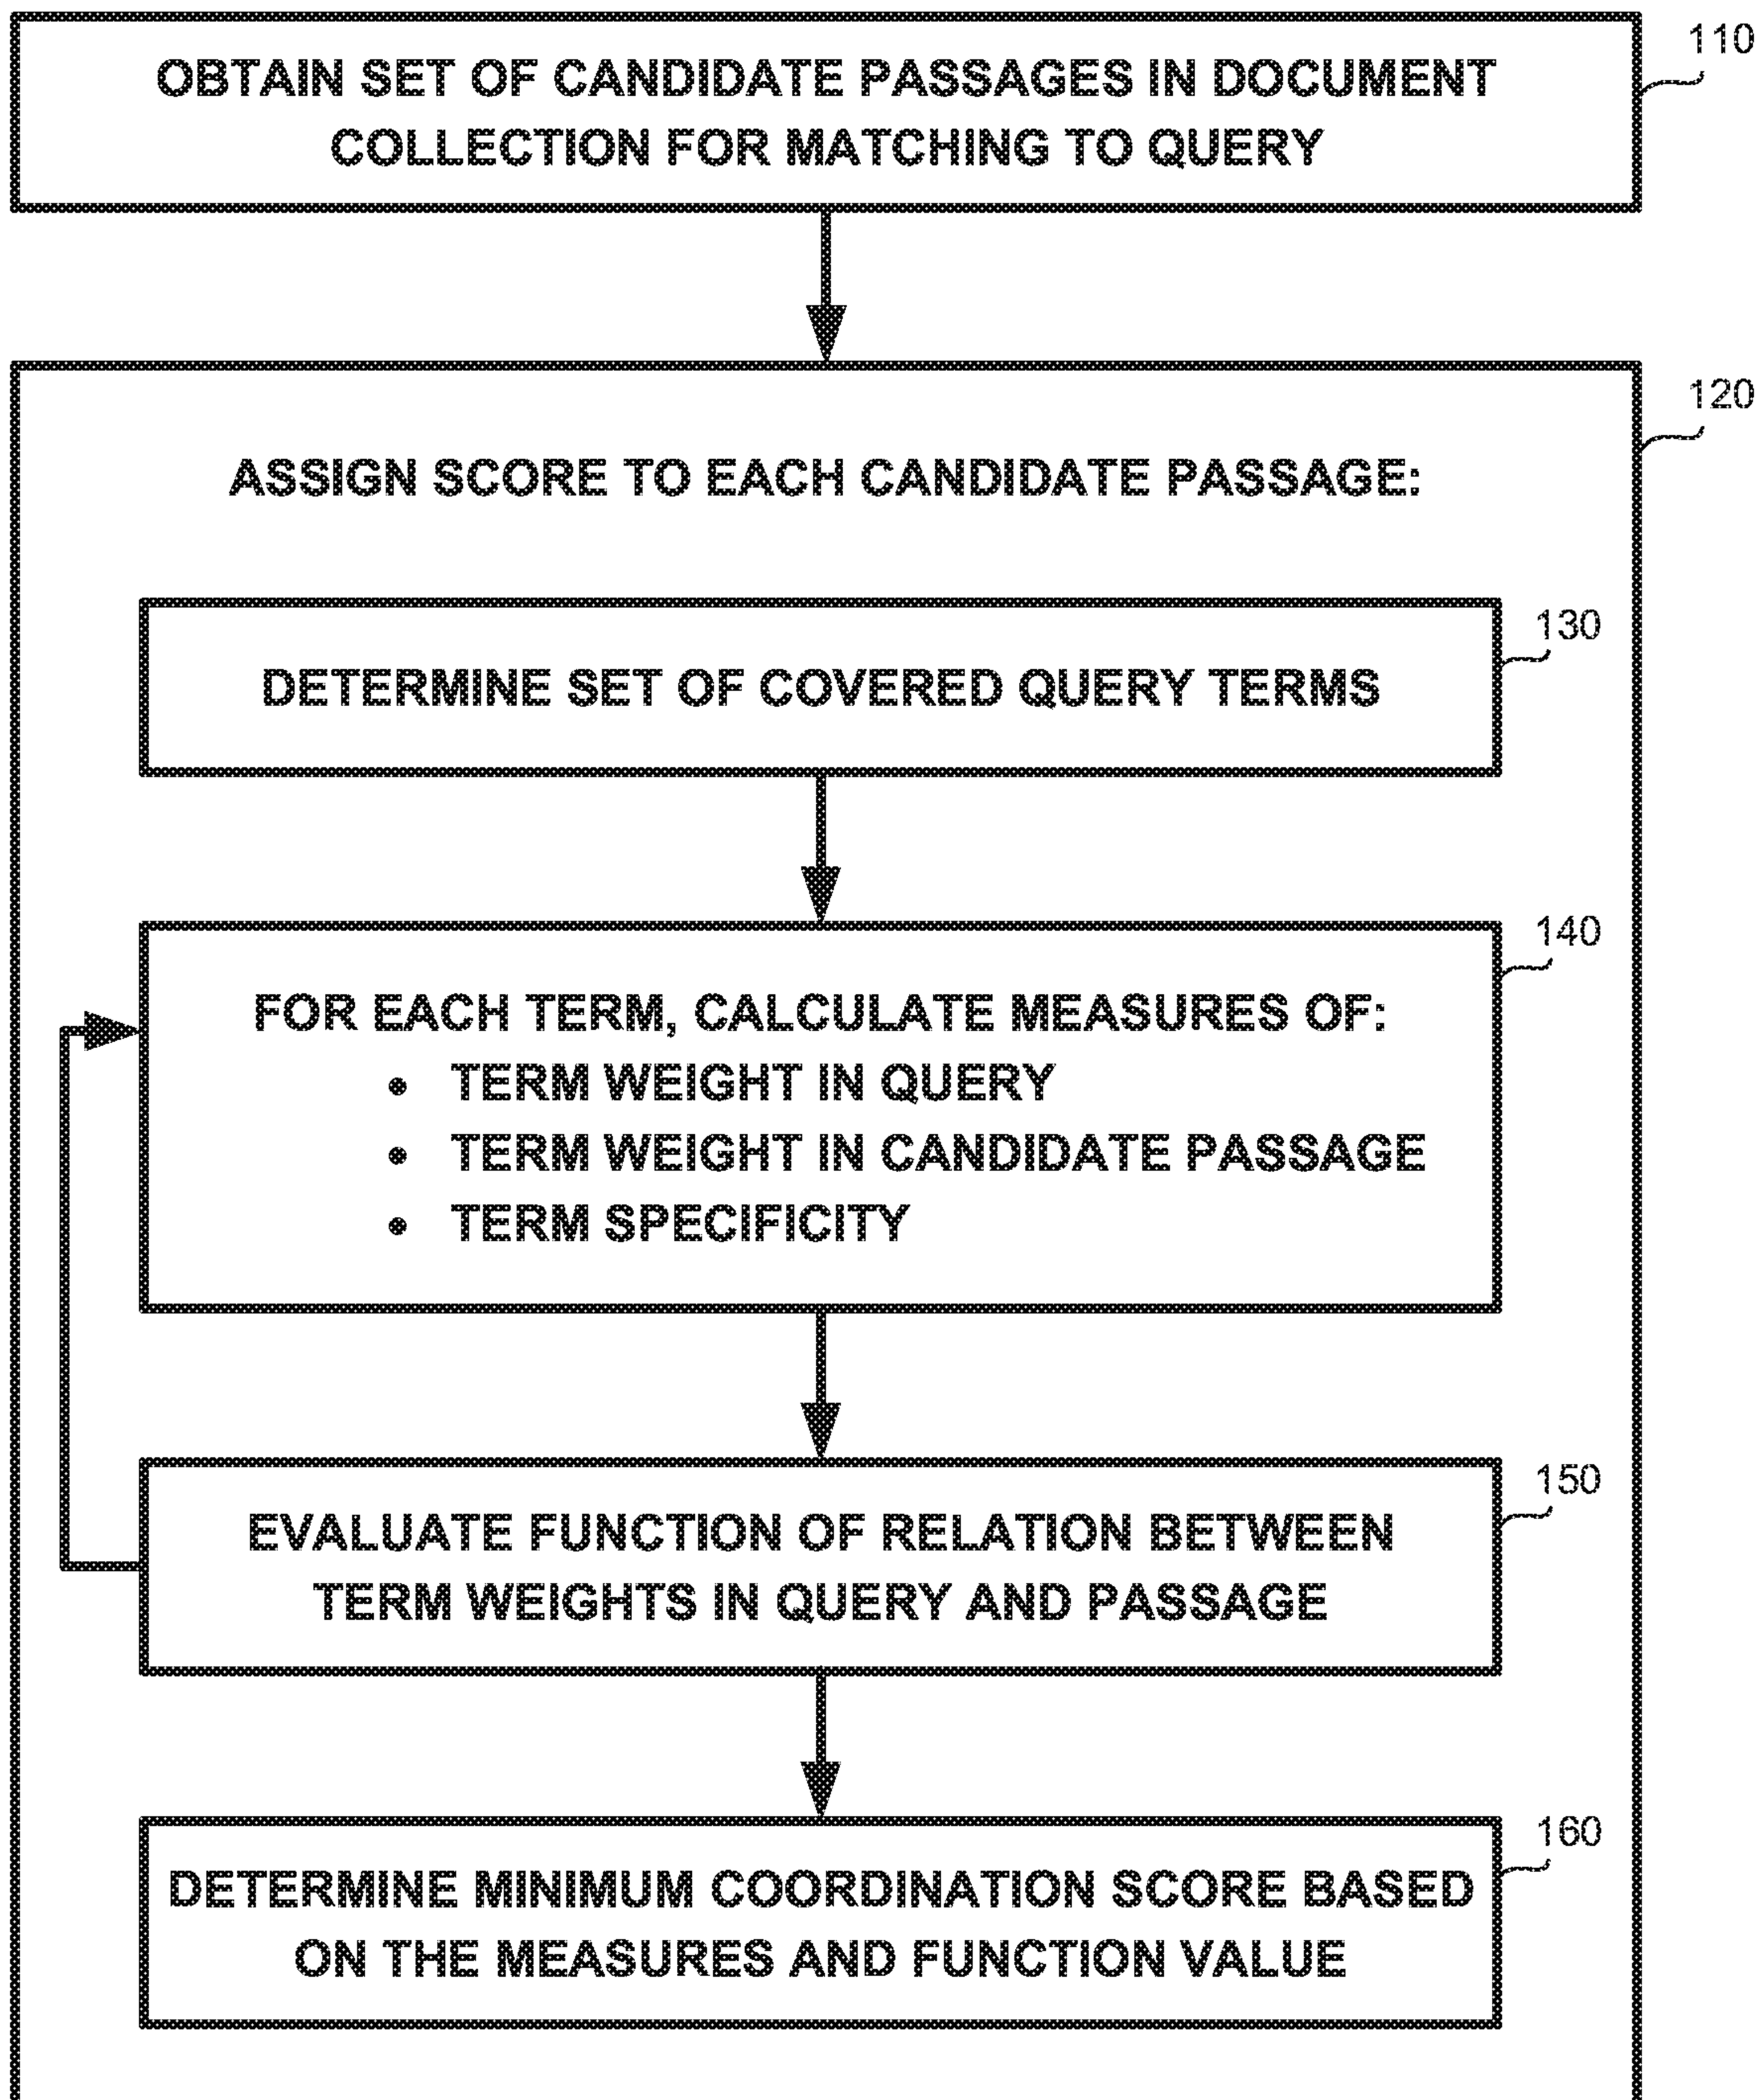 110
OBTAIN SET OF CANDIDATE PASSAGES IN DOCUMENT
COLLECTION FOR MATCHING TO QUERY
120
ASSIGN SCORE TO EACH CANDIDATE PASSAGE:
130
DETERMINE SET OF COVERED QUERY TERMS
140
FOR EACH TERM, CALCULATE MEASURES OF:
• TERM WEIGHT IN QUERY
• TERM WEIGHT IN CANDIDATE PASSAGE
• TERM SPECIFICITY
150
EVALUATE FUNCTION OF RELATION BETWEEN
TERM WEIGHTS IN QUERY AND PASSAGE
160
DETERMINE MINIMUM COORDINATION SCORE BASED
ON THE MEASURES AND FUNCTION VALUE